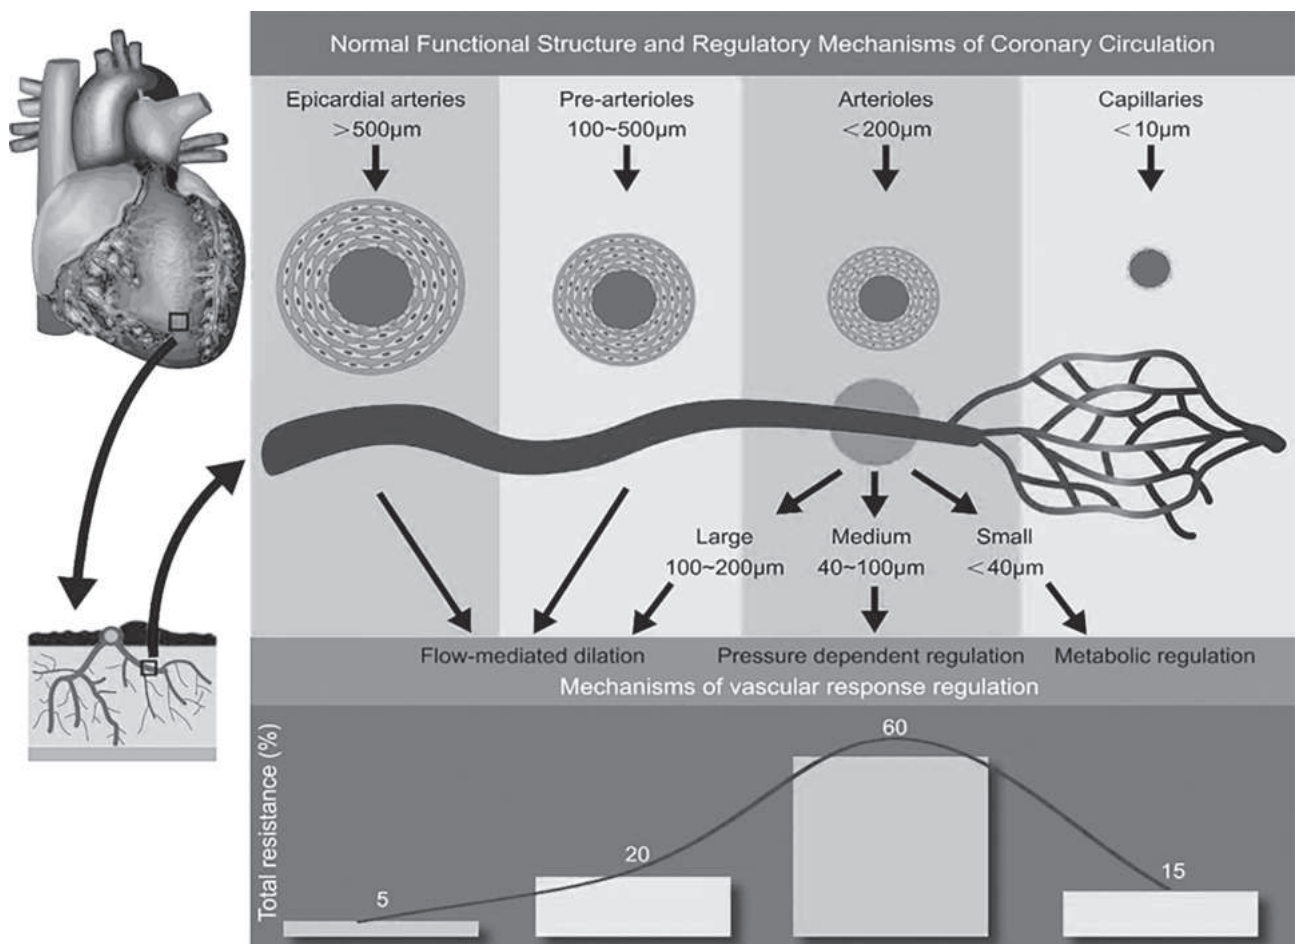 Normal Functional Structure and Regulatory Mechanisms of Coronary Circulation
Epicardial arteries
>500μm
Pre-arterioles
100~500μm
Arterioles
<200μm
Capillaries
<10μm
Large
100~200μm
Medium
40~100μm
Small
<40μm
Flow-mediated dilation
Pressure dependent regulation
Metabolic regulation
Mechanisms of vascular response regulation
Total resistance (%)
5
20
60
15